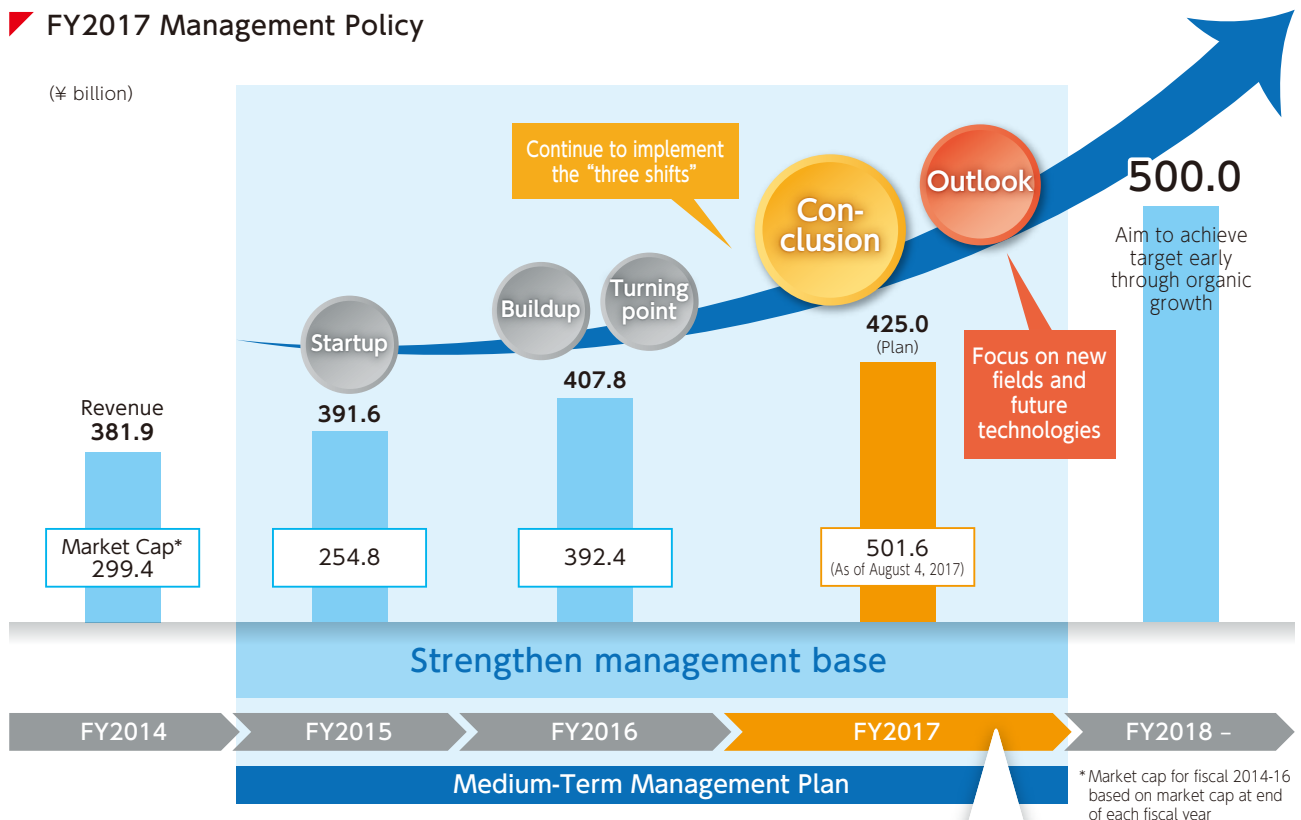 FY2017 Management Policy
(¥ billion)
Continue to implement
the “three shifts”
Con-
clusion
Outlook
500.0
Aim to achieve
target early
through organic
growth
Startup
Buildup
Turning
point
425.0
(Plan)
Focus on new
fields and
future
technologies
Revenue
381.9
391.6
407.8
Market Cap*
299.4
254.8
392.4
501.6
(As of August 4, 2017)
Strengthen management base
FY2014
FY2015
FY2016
FY2017
FY2018 –
Medium-Term Management Plan
* Market cap for fiscal 2014-16
based on market cap at end
of each fiscal year